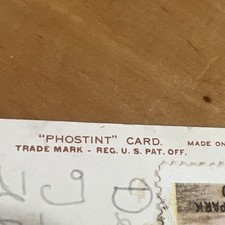 "PHOSTINT" CARD. MADE ON
TRADE MARK - REG. U. S. PAT. OFF.
PARK